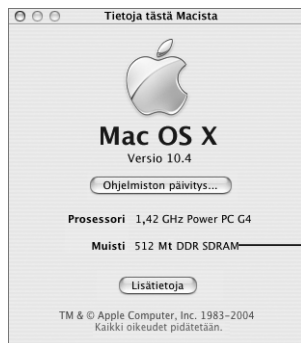 Tietoja tästä Macista
Mac OS X
Versio 10.4
Ohjelmiston päivitys...
Prosessori 1,42 GHz Power PC G4
Muisti 512 Mt DDR SDRAM
Lisätietoja
TM & © Apple Computer, Inc. 1983–2004
Kaikki oikeudet pidätetään.